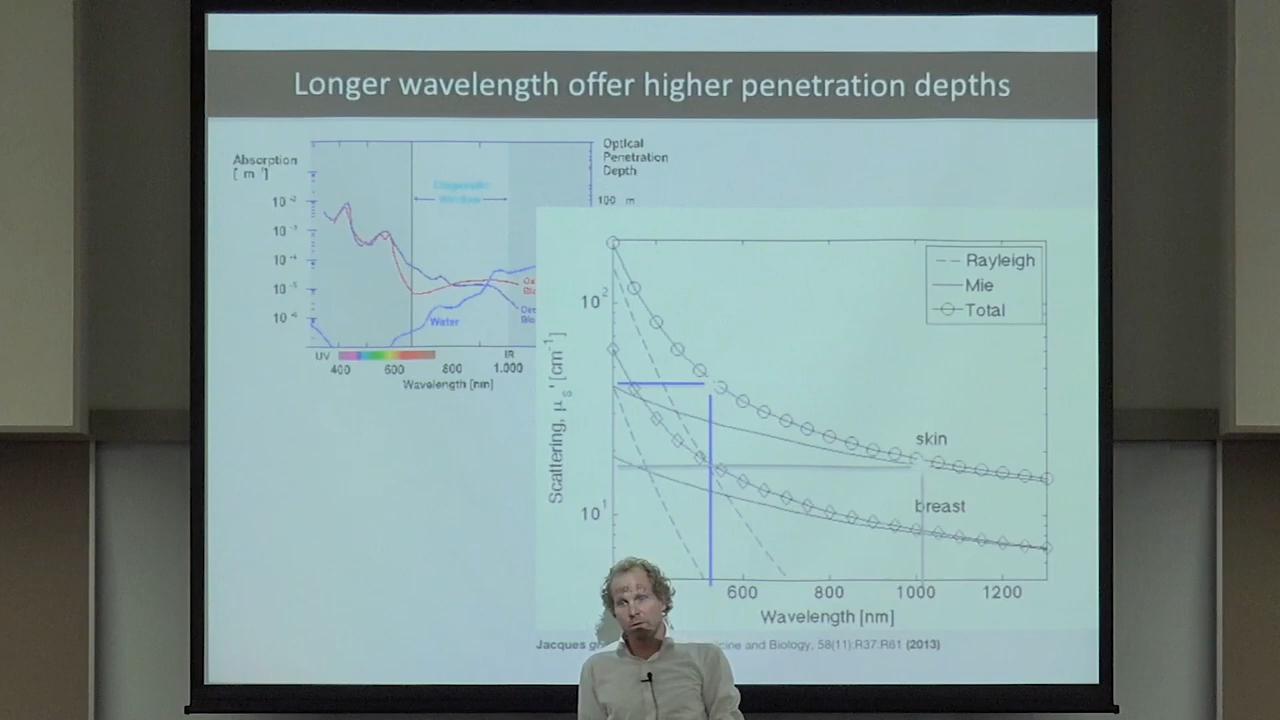 Longer wavelength offer higher penetration depths
Absorption
[ m⁻¹]
Optical
Penetration
Depth
Diagnostic
Window
100 m
10⁻²
10⁻³
10⁻⁴
10⁻⁵
10⁻⁶
Water
UV
IR
400
600
800
1.000
Wavelength [nm]
Rayleigh
Mie
Total
Scattering, μs' [cm⁻¹]
10²
10¹
skin
breast
600
800
1000
1200
Wavelength [nm]
Jacques
and Biology, 58(11):R37-R61 (2013)